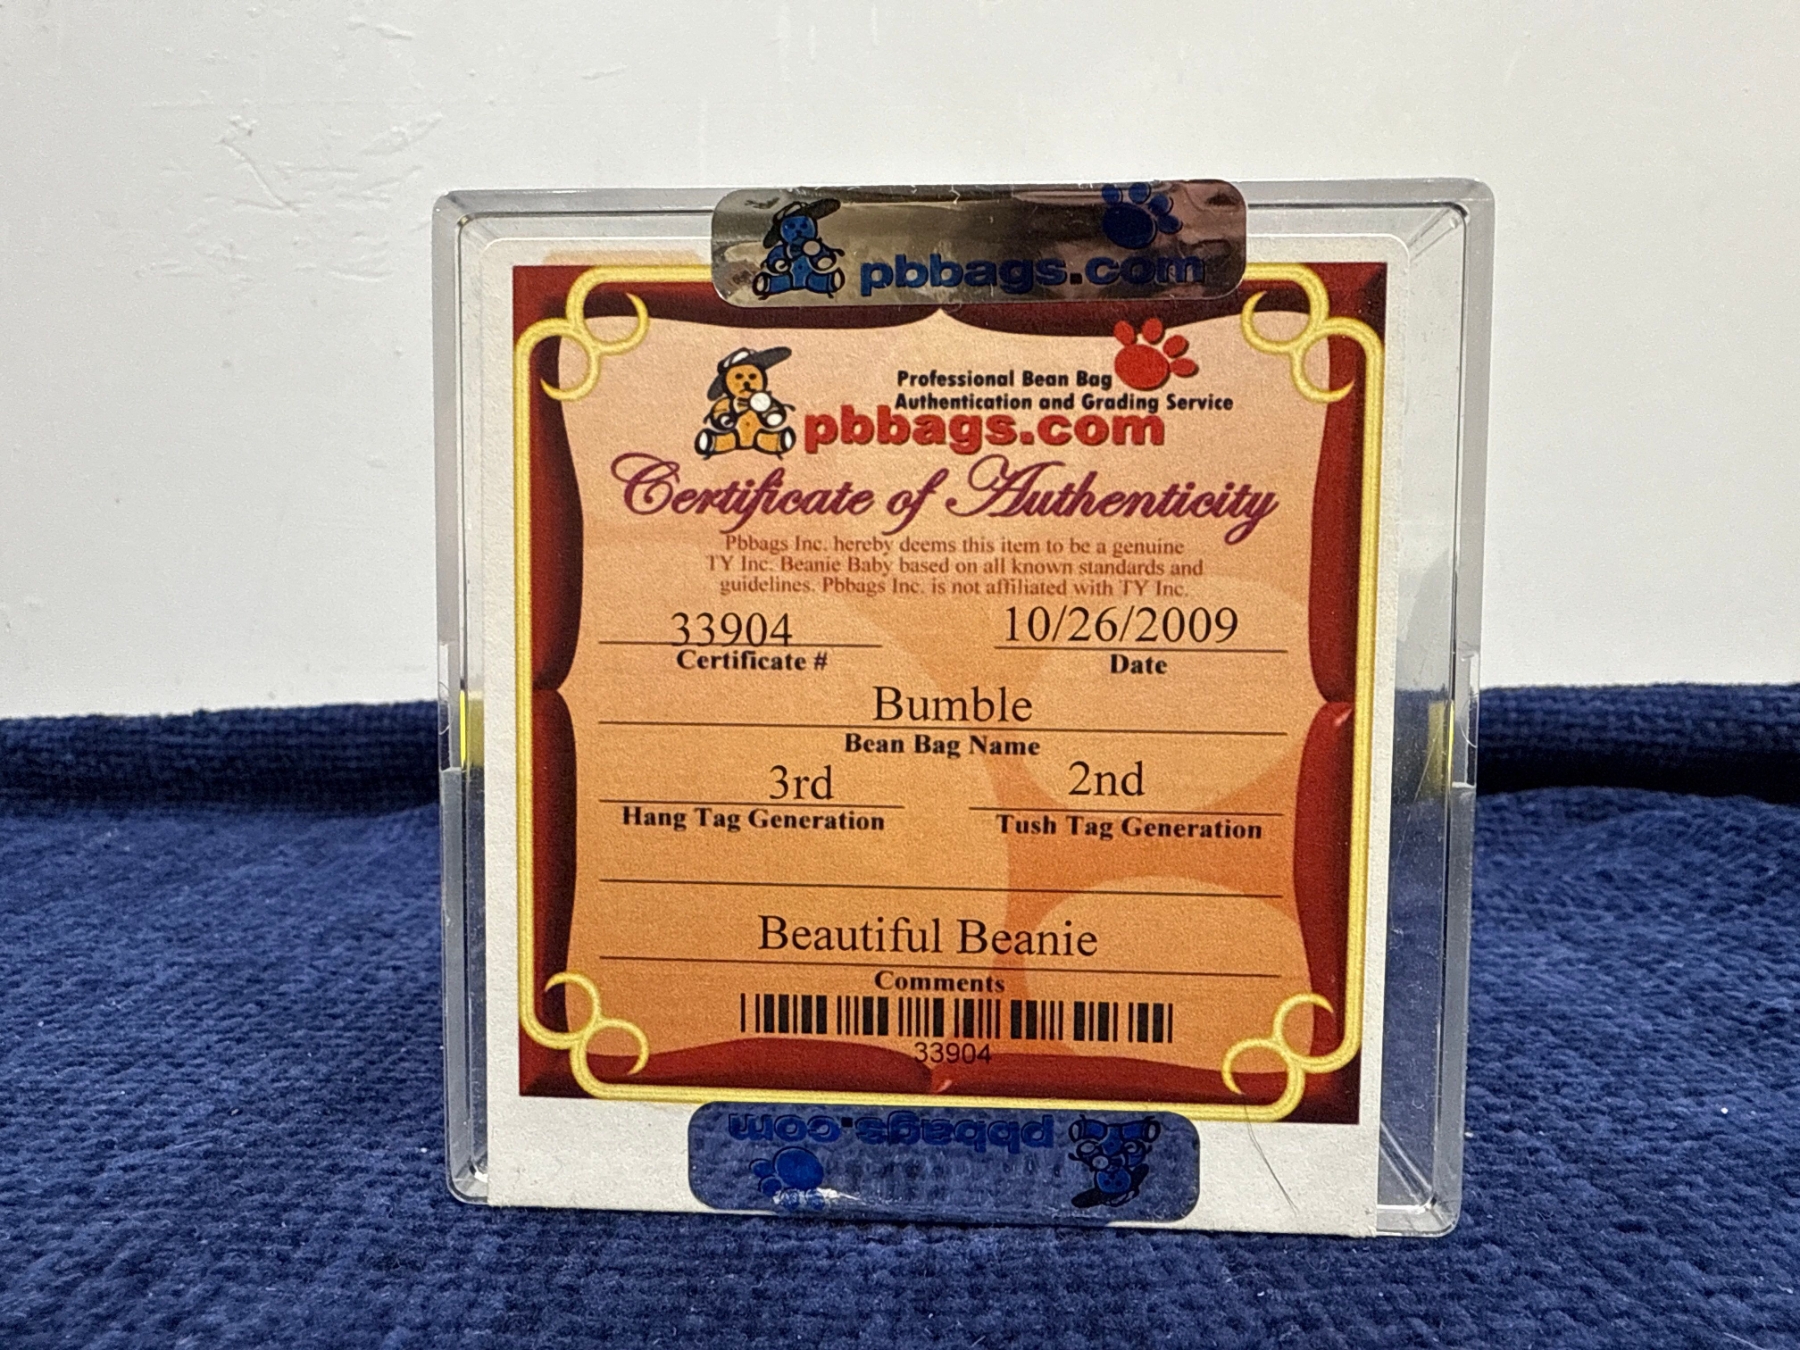 pbbags.com
Professional Bean Bag
Authentication and Grading Service
pbbags.com
Certificate of Authenticity
Pbbags Inc. hereby deems this item to be a genuine
TY Inc. Beanie Baby based on all known standards and
guidelines. Pbbags Inc. is not affiliated with TY Inc.
33904 10/26/2009
Certificate # Date
Bumble
Bean Bag Name
3rd 2nd
Hang Tag Generation Tush Tag Generation
Beautiful Beanie
Comments
33904
pbbags.com